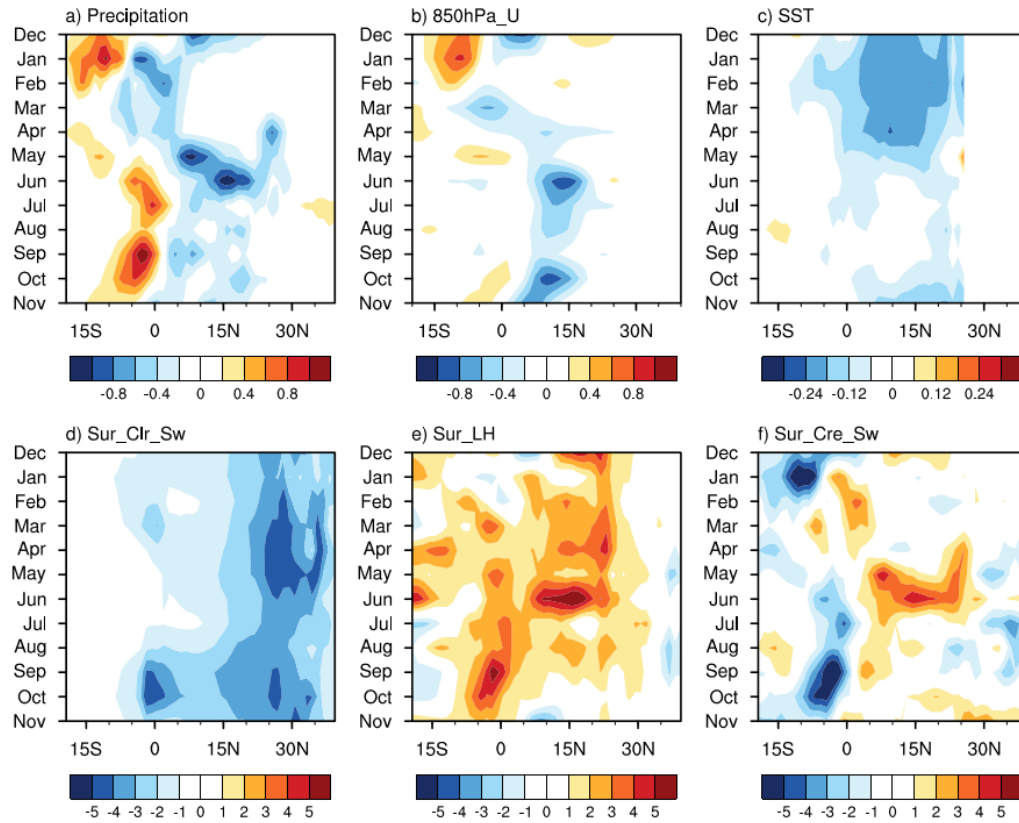 a) Precipitation
Dec
Jan
Feb
Mar
Apr
May
Jun
Jul
Aug
Sep
Oct
Nov
15S 0 15N 30N
-0.8 -0.4 0 0.4 0.8
b) 850hPa_U
Dec
Jan
Feb
Mar
Apr
May
Jun
Jul
Aug
Sep
Oct
Nov
15S 0 15N 30N
-0.8 -0.4 0 0.4 0.8
c) SST
Dec
Jan
Feb
Mar
Apr
May
Jun
Jul
Aug
Sep
Oct
Nov
15S 0 15N 30N
-0.24 -0.12 0 0.12 0.24
d) Sur_Clr_Sw
Dec
Jan
Feb
Mar
Apr
May
Jun
Jul
Aug
Sep
Oct
Nov
15S 0 15N 30N
-5 -4 -3 -2 -1 0 1 2 3 4 5
e) Sur_LH
Dec
Jan
Feb
Mar
Apr
May
Jun
Jul
Aug
Sep
Oct
Nov
15S 0 15N 30N
-5 -4 -3 -2 -1 0 1 2 3 4 5
f) Sur_Cre_Sw
Dec
Jan
Feb
Mar
Apr
May
Jun
Jul
Aug
Sep
Oct
Nov
15S 0 15N 30N
-5 -4 -3 -2 -1 0 1 2 3 4 5